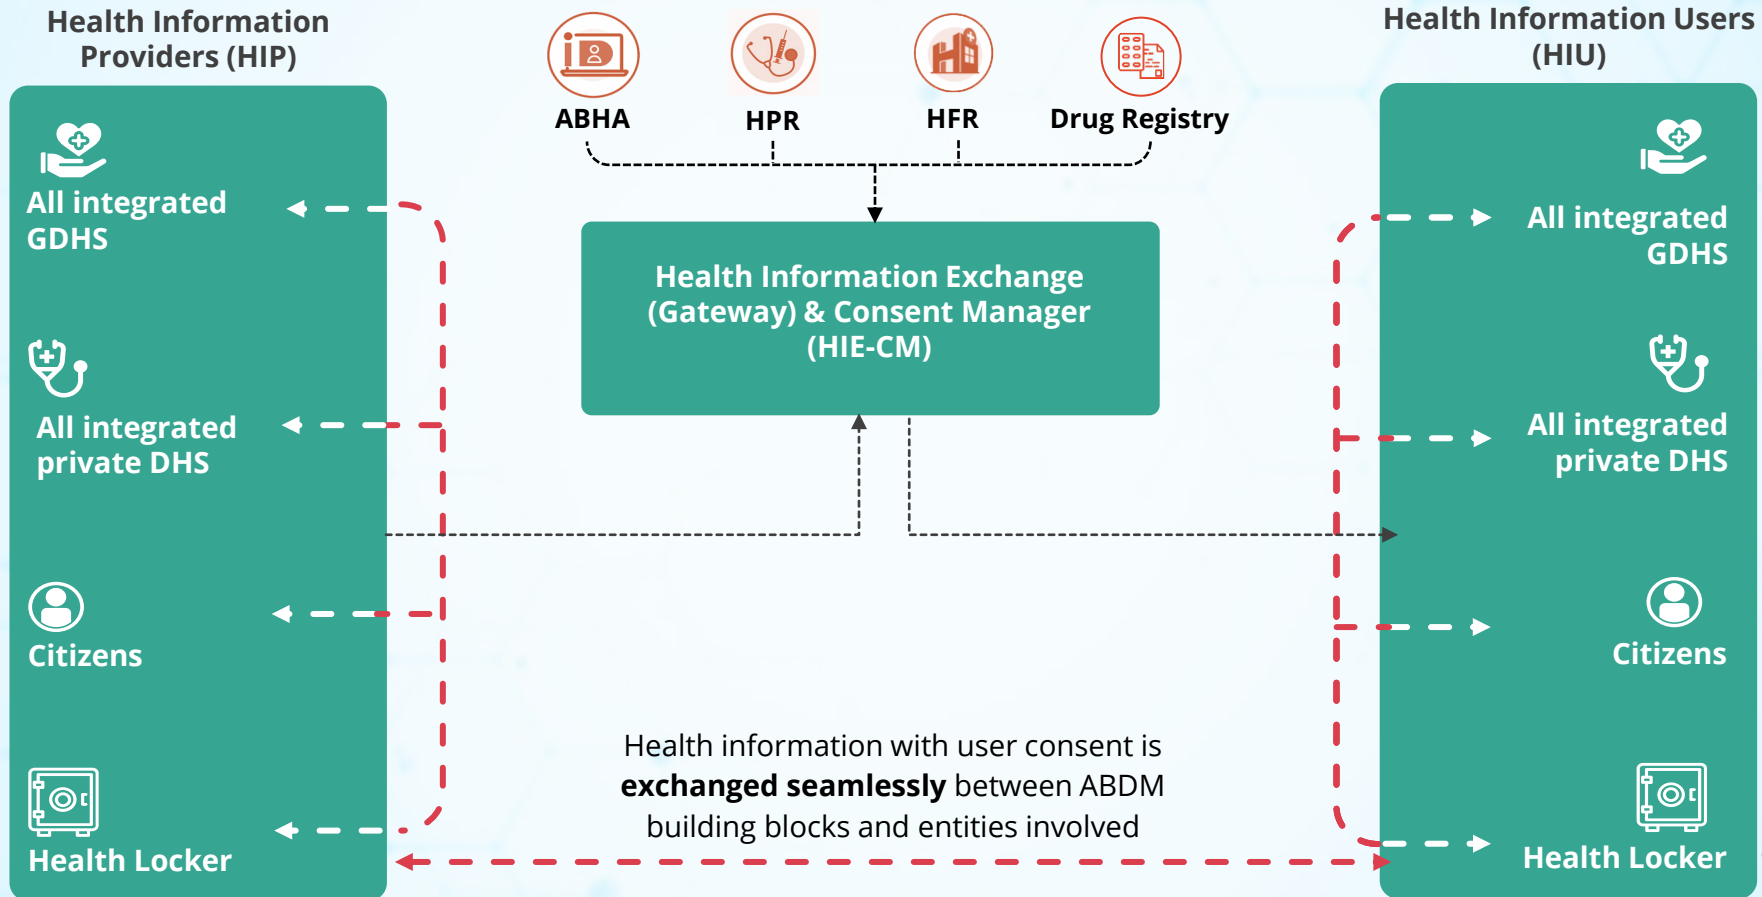 Health Information
Providers (HIP)
ABHA
HPR
HFR
Drug Registry
Health Information Users
(HIU)
All integrated
GDHS
All integrated
private DHS
Citizens
Health Locker
Health Information Exchange
(Gateway) & Consent Manager
(HIE-CM)
Health information with user consent is
exchanged seamlessly between ABDM
building blocks and entities involved
All integrated
GDHS
All integrated
private DHS
Citizens
Health Locker